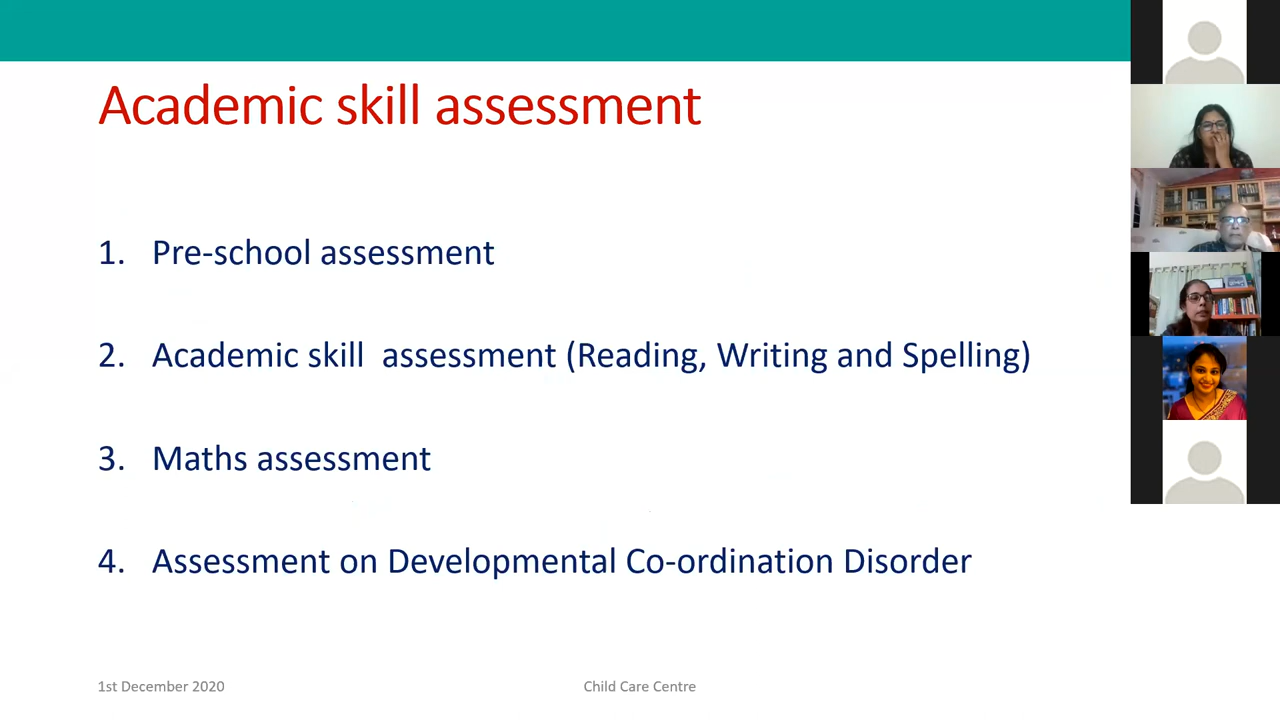 Academic skill assessment
1. Pre-school assessment
2. Academic skill assessment (Reading, Writing and Spelling)
3. Maths assessment
4. Assessment on Developmental Co-ordination Disorder
1st December 2020
Child Care Centre